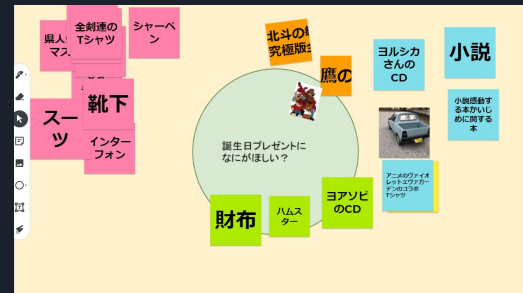 全剣連の
Tシャツ
シャーペ
ン
県人
マス
靴下
スー
ツ
インター
フォン
北斗の
究極版
鷹の
ヨルシカ
さんの
CD
小説
小説感動す
る本かいじ
めに関する
本
アニメのヴァイオ
レットエヴァガー
デンのコラボ
Tシャツ
誕生日プレゼントに
なにがほしい？
財布
ハムス
ター
ヨアソビ
のCD